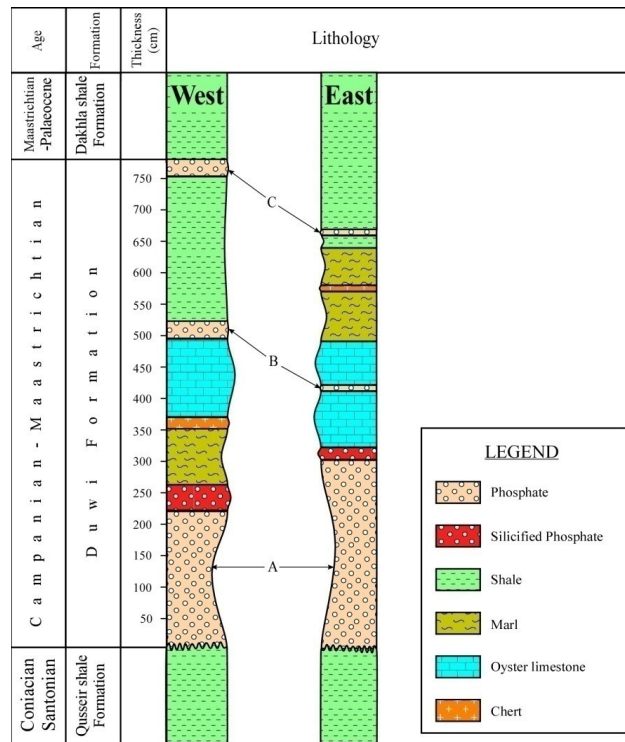 Age
Formation
Thickness
(cm)
Lithology
Maastrichtian
-Palaeocene
Dakhla shale
Formation
West
East
750
700
650
600
550
500
450
400
350
300
250
200
150
100
50
C
B
A
Campanian-Maastrichtian
Duwi Formation
Coniacian
Santonian
Qusseir shale
Formation
LEGEND
Phosphate
Silicified Phosphate
Shale
Marl
Oyster limestone
Chert